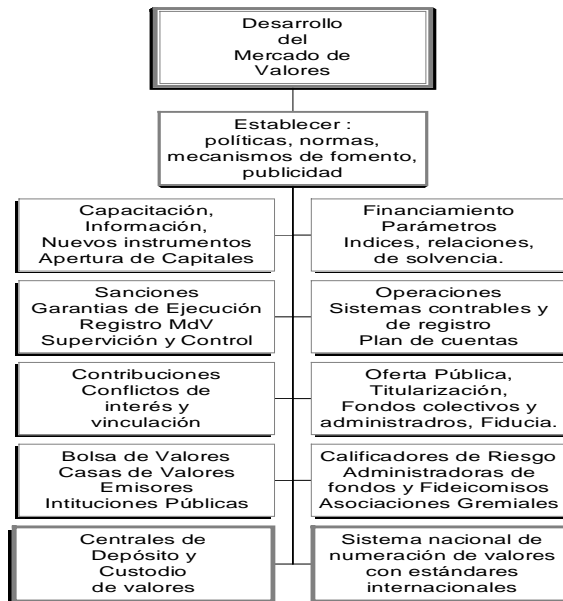 Desarrollo
del
Mercado de
Valores
Establecer :
políticas, normas,
mecanismos de fomento,
publicidad
Capacitación,
Información,
Nuevos instrumentos
Apertura de Capitales
Financiamiento
Parámetros
Indices, relaciones,
de solvencia.
Sanciones
Garantias de Ejecución
Registro MdV
Supervición y Control
Operaciones
Sistemas contrables y
de registro
Plan de cuentas
Contribuciones
Conflictos de
interés y
vinculación
Oferta Pública,
Titularización,
Fondos colectivos y
administradros, Fiducia.
Bolsa de Valores
Casas de Valores
Emisores
Intituciones Públicas
Calificadores de Riesgo
Administradoras de
fondos y Fideicomisos
Asociaciones Gremiales
Centrales de
Depósito y
Custodio
de valores
Sistema nacional de
numeración de valores
con estándares
internacionales